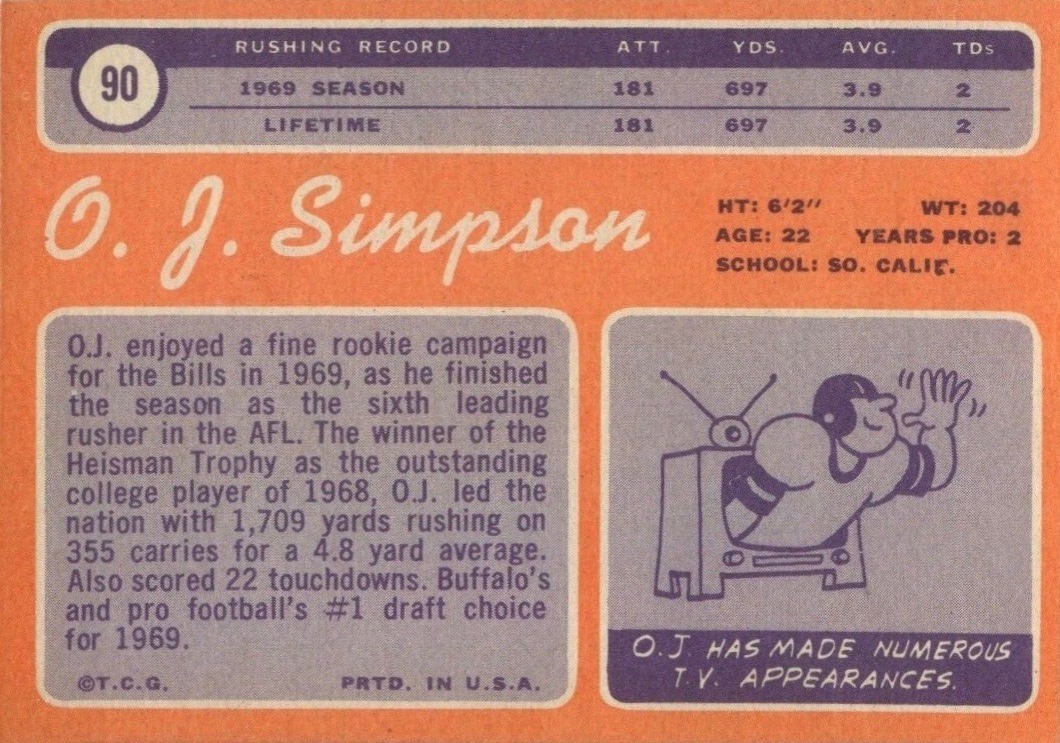 90
RUSHING RECORD ATT. YDS. AVG. TDs
1969 SEASON 181 697 3.9 2
LIFETIME 181 697 3.9 2
O. J. Simpson
HT: 6'2" WT: 204
AGE: 22 YEARS PRO: 2
SCHOOL: SO. CALIF.
O.J. enjoyed a fine rookie campaign
for the Bills in 1969, as he finished
the season as the sixth leading
rusher in the AFL. The winner of the
Heisman Trophy as the outstanding
college player of 1968, O.J. led the
nation with 1,709 yards rushing on
355 carries for a 4.8 yard average.
Also scored 22 touchdowns. Buffalo's
and pro football's #1 draft choice
for 1969.
©T.C.G. PRTD. IN U.S.A.
O.J. HAS MADE NUMEROUS
T.V. APPEARANCES.